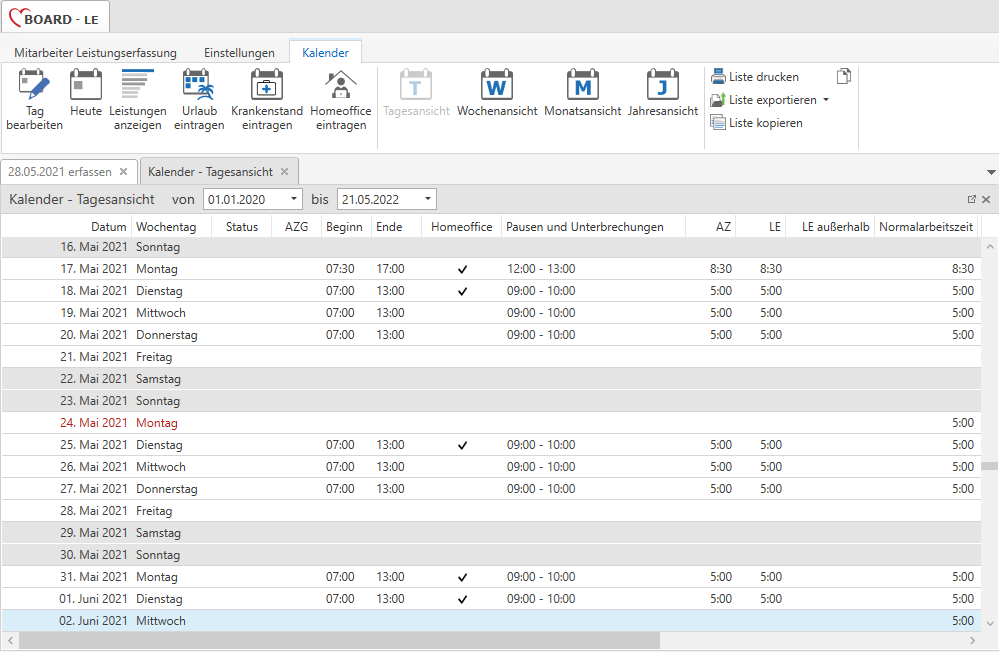 BOARD - LE
Mitarbeiter Leistungserfassung Einstellungen Kalender
Tag bearbeiten
Heute
Leistungen anzeigen
Urlaub eintragen
Krankenstand eintragen
Homeoffice eintragen
T Tagesansicht
W Wochenansicht
M Monatsansicht
J Jahresansicht
Liste drucken
Liste exportieren
Liste kopieren
28.05.2021 erfassen Kalender - Tagesansicht
Kalender - Tagesansicht von 01.01.2020 bis 21.05.2022
Datum Wochentag Status AZG Beginn Ende Homeoffice Pausen und Unterbrechungen AZ LE LE außerhalb Normalarbeitszeit
16. Mai 2021 Sonntag
17. Mai 2021 Montag 07:30 17:00 ✓ 12:00 - 13:00 8:30 8:30 8:30
18. Mai 2021 Dienstag 07:00 13:00 ✓ 09:00 - 10:00 5:00 5:00 5:00
19. Mai 2021 Mittwoch 07:00 13:00 09:00 - 10:00 5:00 5:00 5:00
20. Mai 2021 Donnerstag 07:00 13:00 09:00 - 10:00 5:00 5:00 5:00
21. Mai 2021 Freitag
22. Mai 2021 Samstag
23. Mai 2021 Sonntag
24. Mai 2021 Montag 5:00
25. Mai 2021 Dienstag 07:00 13:00 ✓ 09:00 - 10:00 5:00 5:00 5:00
26. Mai 2021 Mittwoch 07:00 13:00 09:00 - 10:00 5:00 5:00 5:00
27. Mai 2021 Donnerstag 07:00 13:00 09:00 - 10:00 5:00 5:00 5:00
28. Mai 2021 Freitag
29. Mai 2021 Samstag
30. Mai 2021 Sonntag
31. Mai 2021 Montag 07:00 13:00 ✓ 09:00 - 10:00 5:00 5:00 5:00
01. Juni 2021 Dienstag 07:00 13:00 ✓ 09:00 - 10:00 5:00 5:00 5:00
02. Juni 2021 Mittwoch 5:00